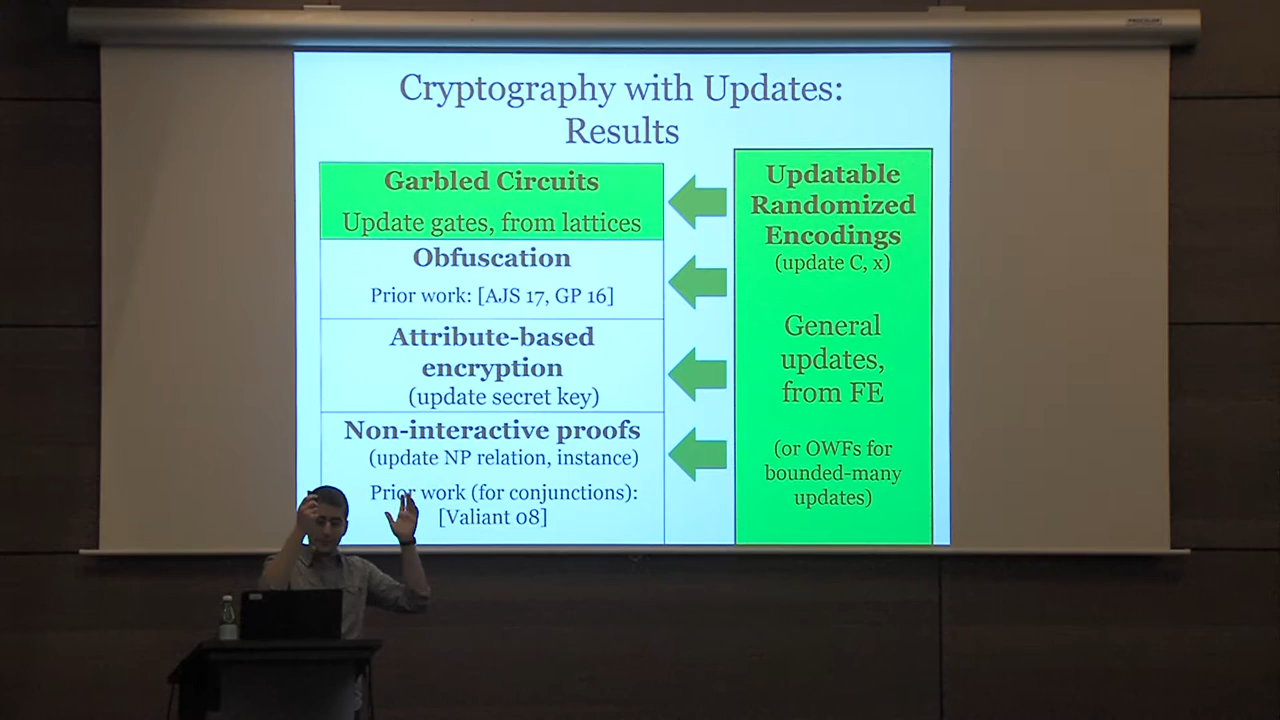 PROCOLOR
Cryptography with Updates:
Results
Garbled Circuits
Update gates, from lattices
Obfuscation
Prior work: [AJS 17, GP 16]
Attribute-based
encryption
(update secret key)
Non-interactive proofs
(update NP relation, instance)
Prior work (for conjunctions):
[Valiant 08]
Updatable
Randomized
Encodings
(update C, x)
General
updates,
from FE
(or OWFs for
bounded-many
updates)